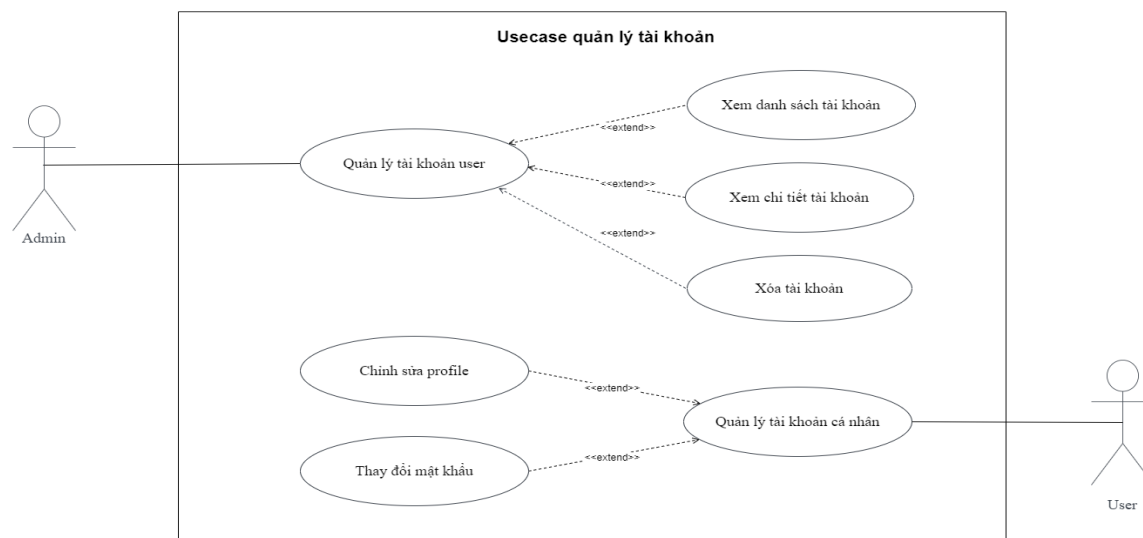 Usecase quản lý tài khoản
Xem danh sách tài khoản
<<extend>>
Quản lý tài khoản user
<<extend>>
Xem chi tiết tài khoản
Admin
<<extend>>
Xóa tài khoản
Chỉnh sửa profile
<<extend>>
Quản lý tài khoản cá nhân
<<extend>>
Thay đổi mật khẩu
User